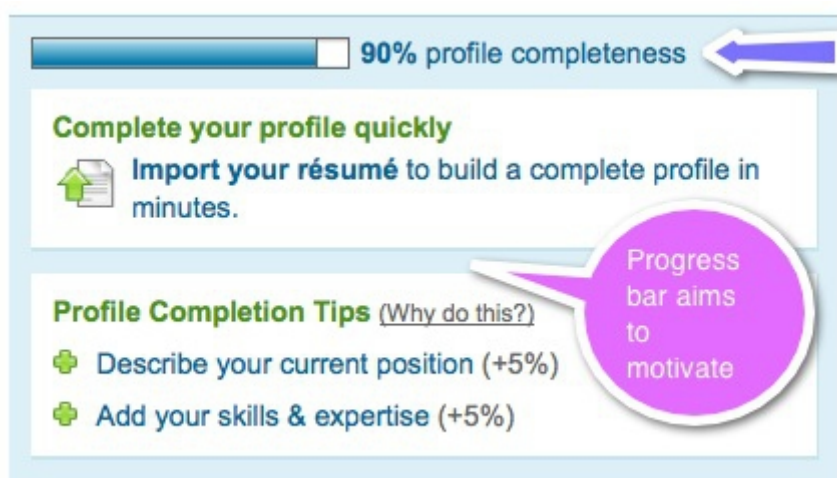 90% profile completeness
Complete your profile quickly
Import your résumé to build a complete profile in
minutes.
Progress
bar aims
to
motivate
Profile Completion Tips (Why do this?)
Describe your current position (+5%)
Add your skills & expertise (+5%)